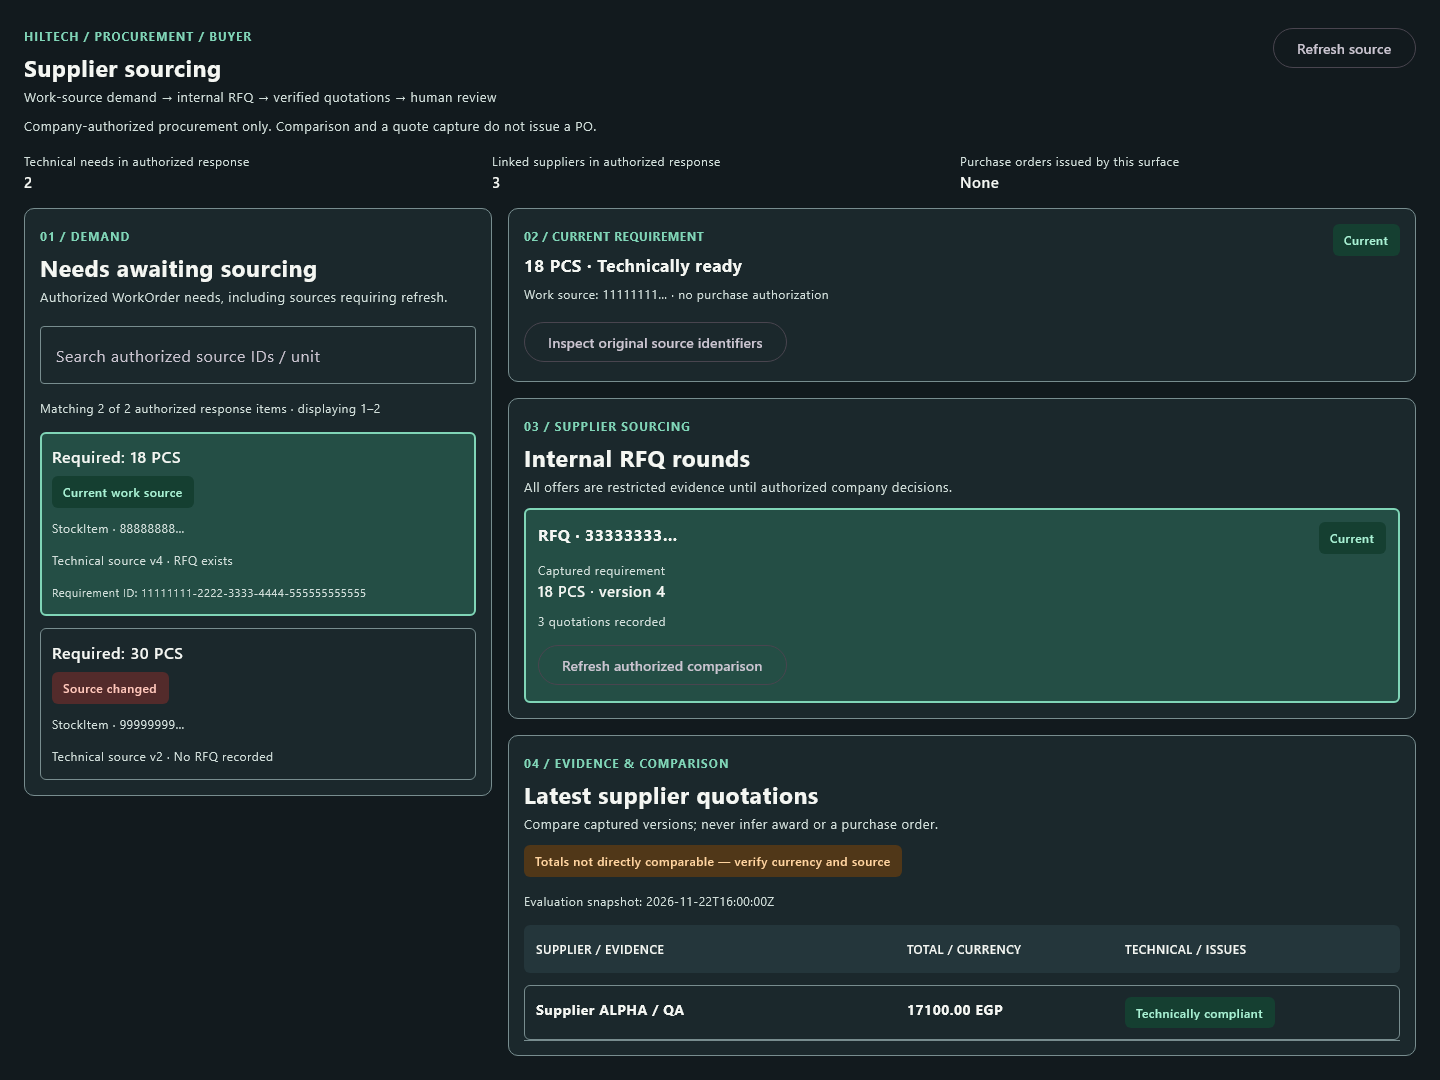 HILTECH / PROCUREMENT / BUYER
Supplier sourcing
Work-source demand → internal RFQ → verified quotations → human review
Company-authorized procurement only. Comparison and a quote capture do not issue a PO.
Refresh source
Technical needs in authorized response
2
Linked suppliers in authorized response
3
Purchase orders issued by this surface
None
01 / DEMAND
Needs awaiting sourcing
Authorized WorkOrder needs, including sources requiring refresh.
Search authorized source IDs / unit
Matching 2 of 2 authorized response items · displaying 1–2
Required: 18 PCS
Current work source
StockItem · 88888888…
Technical source v4 · RFQ exists
Requirement ID: 11111111-2222-3333-4444-555555555555
Required: 30 PCS
Source changed
StockItem · 99999999…
Technical source v2 · No RFQ recorded
02 / CURRENT REQUIREMENT
Current
18 PCS · Technically ready
Work source: 11111111… · no purchase authorization
Inspect original source identifiers
03 / SUPPLIER SOURCING
Internal RFQ rounds
All offers are restricted evidence until authorized company decisions.
RFQ · 33333333…
Current
Captured requirement
18 PCS · version 4
3 quotations recorded
Refresh authorized comparison
04 / EVIDENCE & COMPARISON
Latest supplier quotations
Compare captured versions; never infer award or a purchase order.
Totals not directly comparable — verify currency and source
Evaluation snapshot: 2026-11-22T16:00:00Z
SUPPLIER / EVIDENCE
TOTAL / CURRENCY
TECHNICAL / ISSUES
Supplier ALPHA / QA
17100.00 EGP
Technically compliant